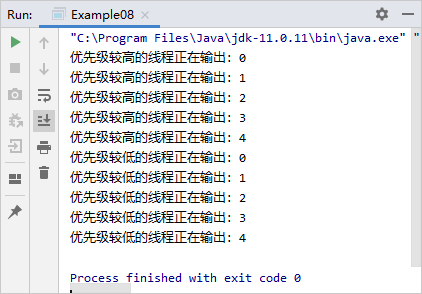 Run: Example08 ×
"C:\Program Files\Java\jdk-11.0.11\bin\java.exe" "
优先级较高的线程正在输出: 0
优先级较高的线程正在输出: 1
优先级较高的线程正在输出: 2
优先级较高的线程正在输出: 3
优先级较高的线程正在输出: 4
优先级较低的线程正在输出: 0
优先级较低的线程正在输出: 1
优先级较低的线程正在输出: 2
优先级较低的线程正在输出: 3
优先级较低的线程正在输出: 4
Process finished with exit code 0